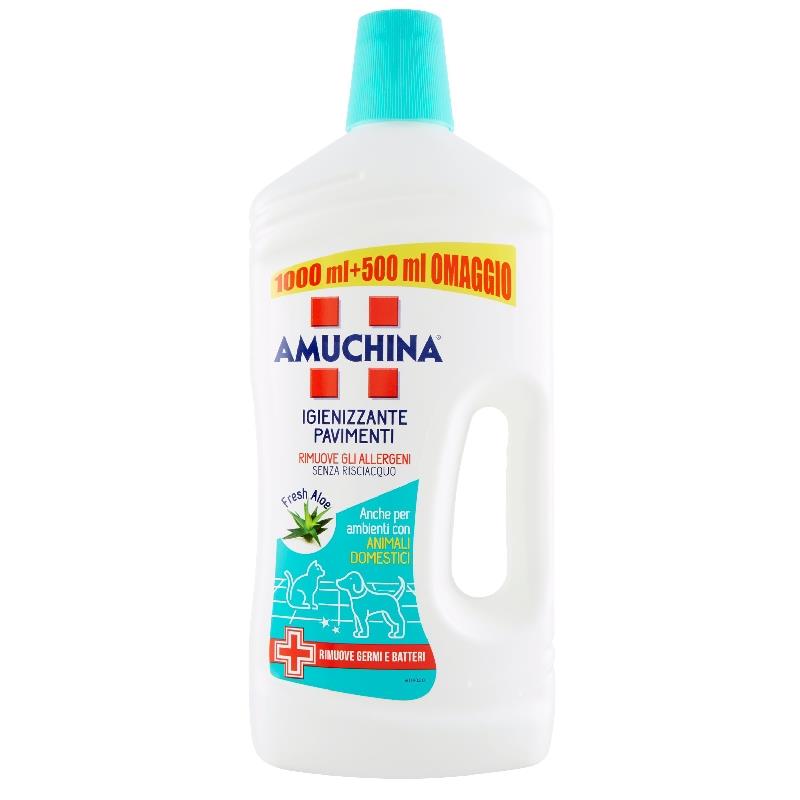 1000 ml+500 ml OMAGGIO
AMUCHINA®
IGIENIZZANTE
PAVIMENTI
RIMUOVE GLI ALLERGENI
SENZA RISCIACQUO
Fresh Aloe
Anche per
ambienti con
ANIMALI
DOMESTICI
RIMUOVE GERMI E BATTERI